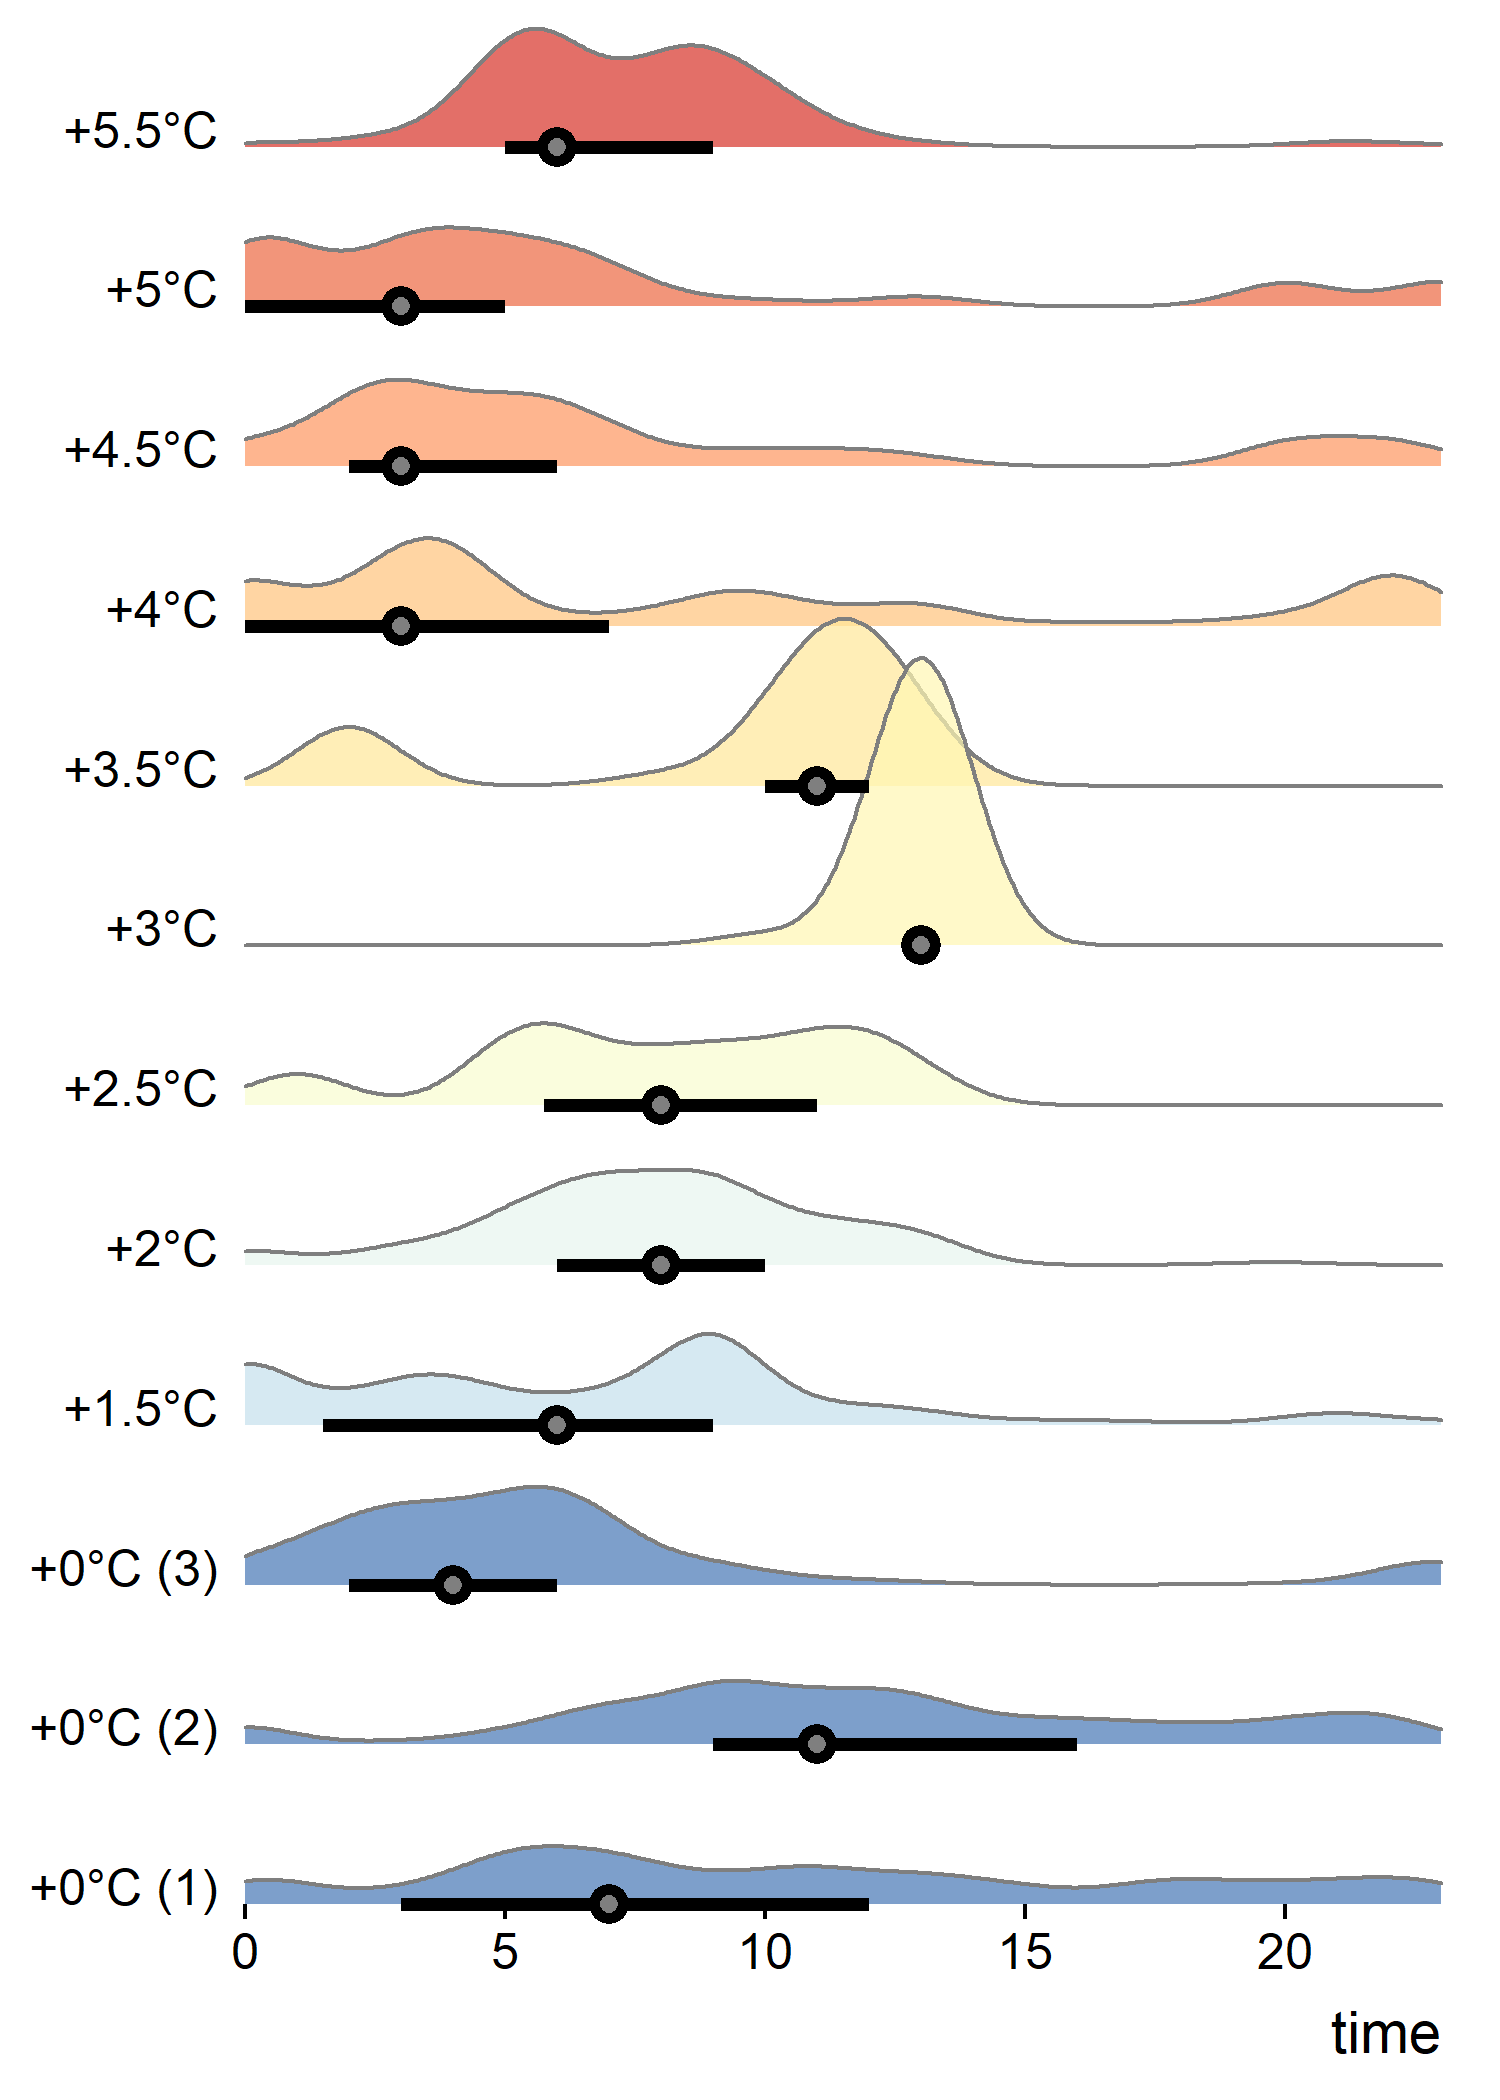 +5.5°C
+5°C
+4.5°C
+4°C
+3.5°C
+3°C
+2.5°C
+2°C
+1.5°C
+0°C (3)
+0°C (2)
+0°C (1)
0 5 10 15 20
time